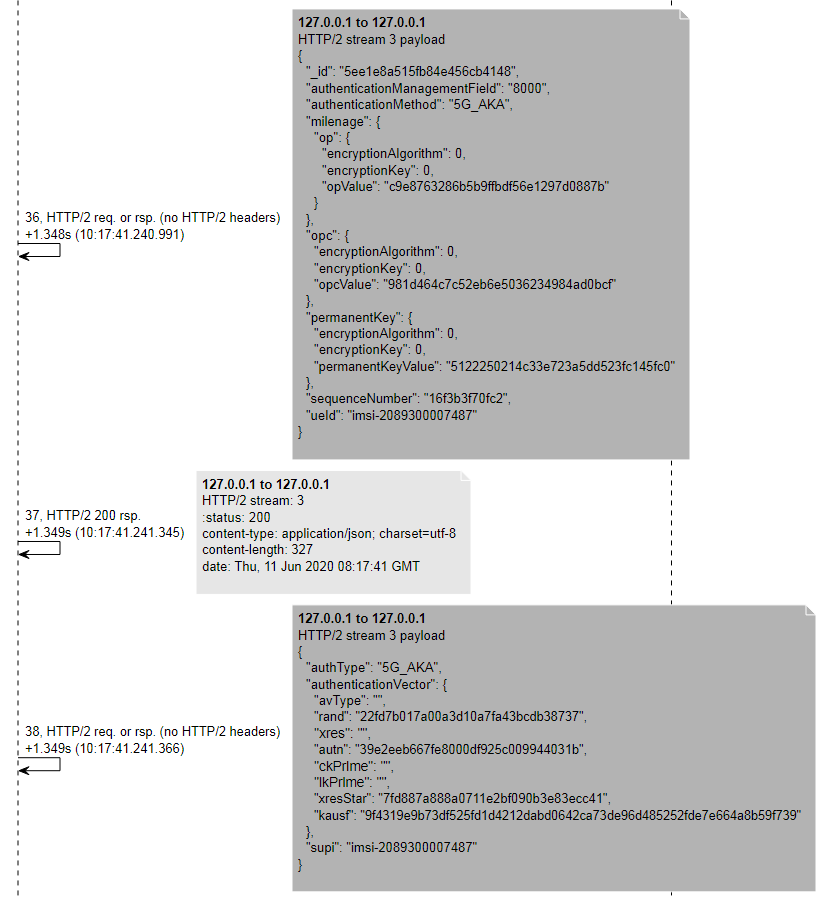 127.0.0.1 to 127.0.0.1
HTTP/2 stream 3 payload
{
"_id": "5ee1e8a515fb84e456cb4148",
"authenticationManagementField": "8000",
"authenticationMethod": "5G_AKA",
"milenage": {
"op": {
"encryptionAlgorithm": 0,
"encryptionKey": 0,
"opValue": "c9e8763286b5b9ffbdf56e1297d0887b"
}
},
"opc": {
"encryptionAlgorithm": 0,
"encryptionKey": 0,
"opcValue": "981d464c7c52eb6e5036234984ad0bcf"
},
"permanentKey": {
"encryptionAlgorithm": 0,
"encryptionKey": 0,
"permanentKeyValue": "5122250214c33e723a5dd523fc145fc0"
},
"sequenceNumber": "16f3b3f70fc2",
"ueId": "imsi-2089300007487"
}
36, HTTP/2 req. or rsp. (no HTTP/2 headers)
+1.348s (10:17:41.240.991)
127.0.0.1 to 127.0.0.1
HTTP/2 stream: 3
:status: 200
content-type: application/json; charset=utf-8
content-length: 327
date: Thu, 11 Jun 2020 08:17:41 GMT
37, HTTP/2 200 rsp.
+1.349s (10:17:41.241.345)
127.0.0.1 to 127.0.0.1
HTTP/2 stream 3 payload
{
"authType": "5G_AKA",
"authenticationVector": {
"avType": "",
"rand": "22fd7b017a00a3d10a7fa43bcdb38737",
"xres": "",
"autn": "39e2eeb667fe8000df925c009944031b",
"ckPrIme": "",
"IkPrIme": "",
"xresStar": "7fd887a888a0711e2bf090b3e83ecc41",
"kausf": "9f4319e9b73df525fd1d4212dabd0642ca73de96d485252fde7e664a8b59f739"
},
"supi": "imsi-2089300007487"
}
38, HTTP/2 req. or rsp. (no HTTP/2 headers)
+1.349s (10:17:41.241.366)